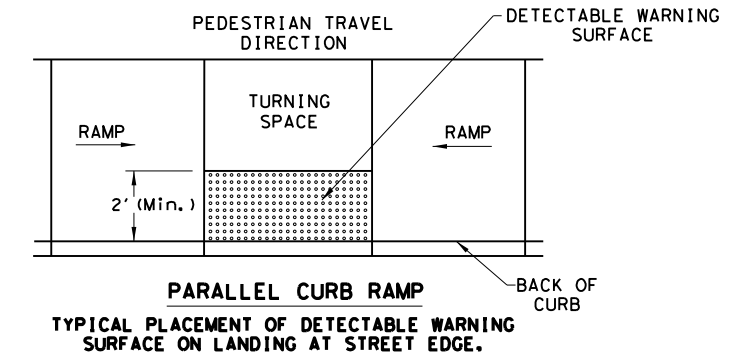 PEDESTRIAN TRAVEL
DIRECTION
DETECTABLE WARNING
SURFACE
TURNING
SPACE
RAMP
RAMP
2' (Min.)
BACK OF
CURB
PARALLEL CURB RAMP
TYPICAL PLACEMENT OF DETECTABLE WARNING
SURFACE ON LANDING AT STREET EDGE.